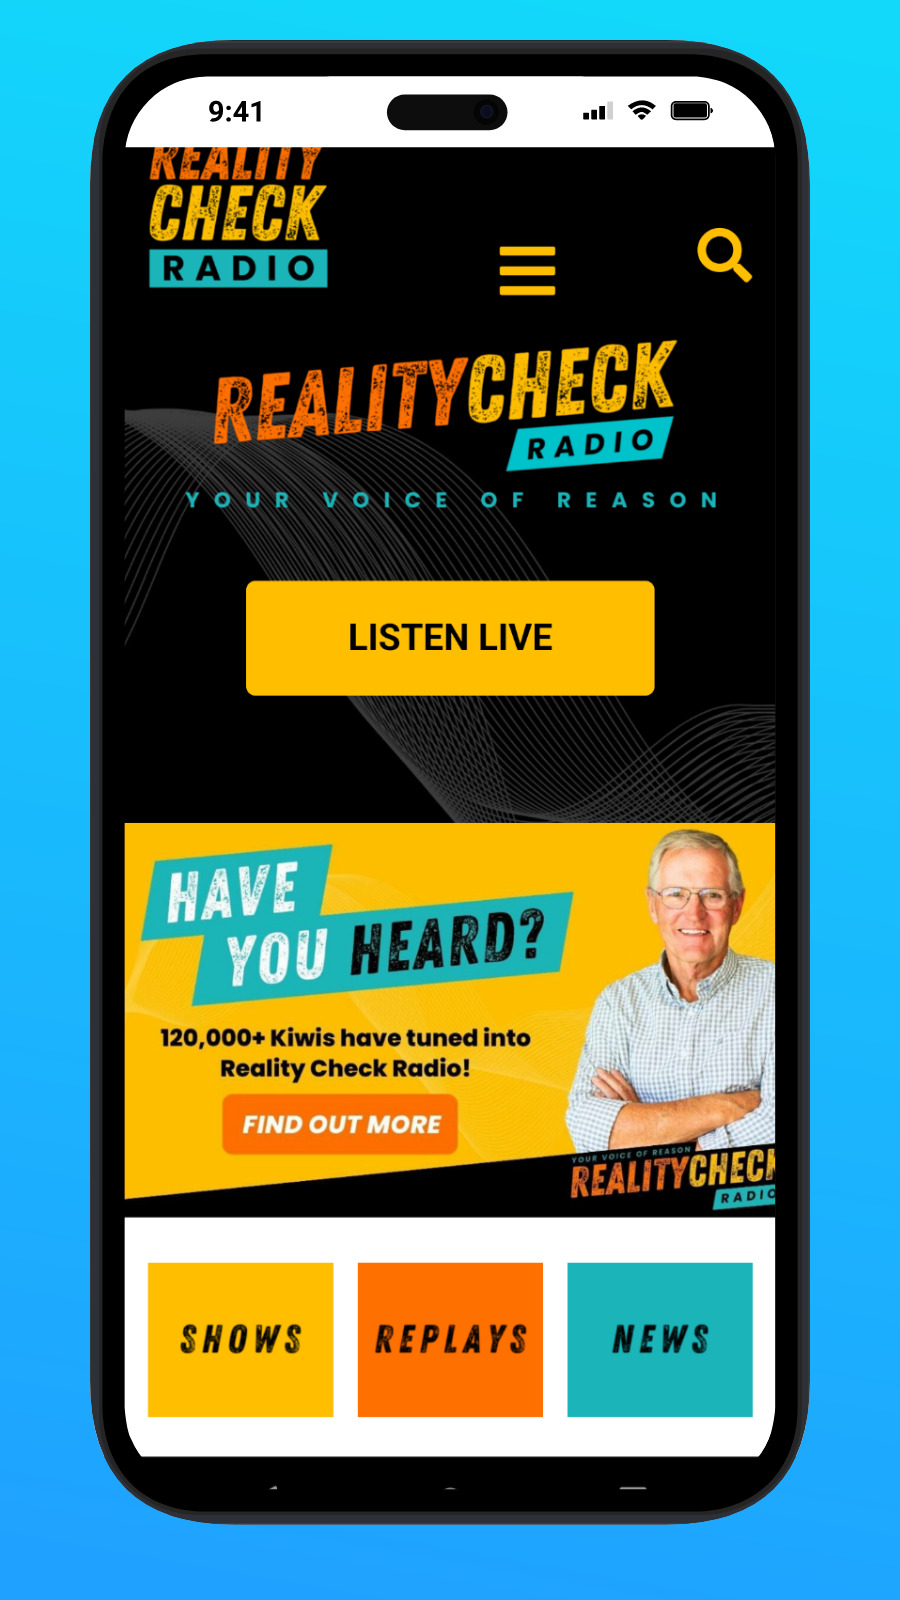 9:41
REALITY
CHECK
RADIO
REALITYCHECK
RADIO
YOUR VOICE OF REASON
LISTEN LIVE
HAVE
YOU HEARD?
120,000+ Kiwis have tuned into
Reality Check Radio!
FIND OUT MORE
YOUR VOICE OF REASON
REALITYCHECK
RADIO
SHOWS
REPLAYS
NEWS